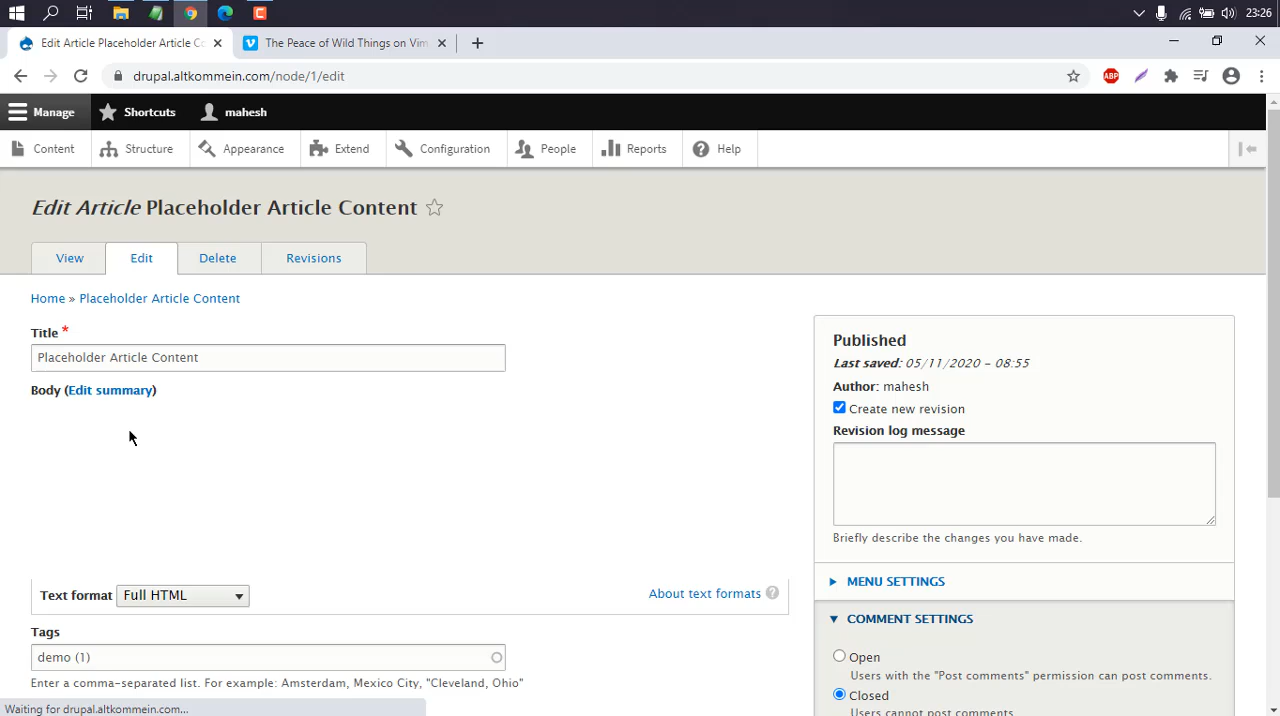 23:26
Edit Article Placeholder Article Co
The Peace of Wild Things on Vim
drupal.altkommein.com/node/1/edit
ABP
Manage
Shortcuts
mahesh
Content
Structure
Appearance
Extend
Configuration
People
Reports
Help
Edit Article Placeholder Article Content
View
Edit
Delete
Revisions
Home » Placeholder Article Content
Title *
Placeholder Article Content
Body (Edit summary)
Text format
Full HTML
About text formats ?
Tags
demo (1)
Enter a comma-separated list. For example: Amsterdam, Mexico City, "Cleveland, Ohio"
Published
Last saved: 05/11/2020 - 08:55
Author: mahesh
Create new revision
Revision log message
Briefly describe the changes you have made.
MENU SETTINGS
COMMENT SETTINGS
Open
Users with the "Post comments" permission can post comments.
Closed
Users cannot post comments
Waiting for drupal.altkommein.com...